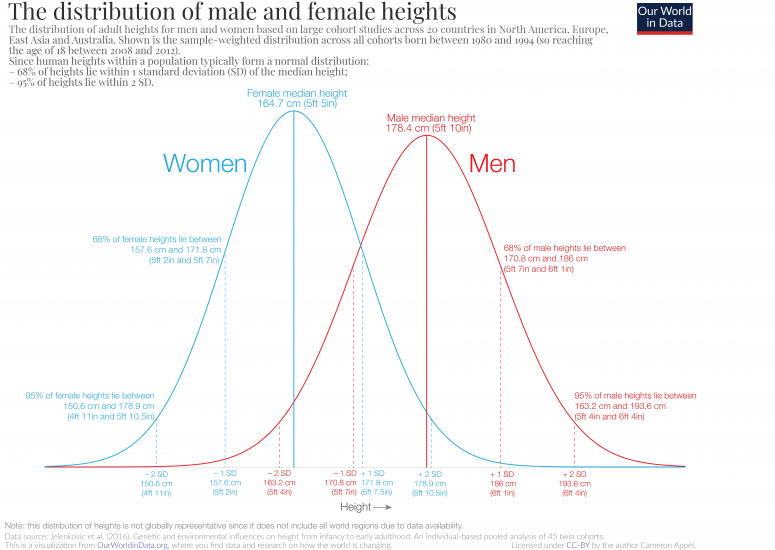 The distribution of male and female heights
Our World
in Data
The distribution of adult heights for men and women based on large cohort studies across 20 countries in North America, Europe,
East Asia and Australia. Shown is the sample-weighted distribution across all cohorts born between 1980 and 1994 (so reaching
the age of 18 between 2008 and 2012).
Since human heights within a population typically form a normal distribution:
– 68% of heights lie within 1 standard deviation (SD) of the median height;
– 95% of heights lie within 2 SD.
Female median height
164.7 cm (5ft 5in)
Male median height
178.4 cm (5ft 10in)
Women
Men
68% of female heights lie between
157.6 cm and 171.8 cm
(5ft 2in and 5ft 7in)
68% of male heights lie between
170.8 cm and 186 cm
(5ft 7in and 6ft 1in)
95% of female heights lie between
150.6 cm and 178.9 cm
(4ft 11in and 5ft 10.5in)
95% of male heights lie between
163.2 cm and 193.6 cm
(5ft 4in and 6ft 4in)
– 2 SD
150.6 cm
(4ft 11in)
– 1 SD
157.6 cm
(5ft 2in)
– 2 SD
163.2 cm
(5ft 4in)
– 1 SD
170.8 cm
(5ft 7in)
+ 1 SD
171.8 cm
(5ft 7.5in)
+ 2 SD
178.9 cm
(5ft 10.5in)
+ 1 SD
186 cm
(6ft 1in)
+ 2 SD
193.6 cm
(6ft 4in)
Height
Note: this distribution of heights is not globally representative since it does not include all world regions due to data availability.
Data source: Jelenkovic et al. (2016). Genetic and environmental influences on height from infancy to early adulthood: An individual-based pooled analysis of 45 twin cohorts.
This is a visualization from OurWorldinData.org, where you find data and research on how the world is changing.
Licensed under CC-BY by the author Cameron Appel.